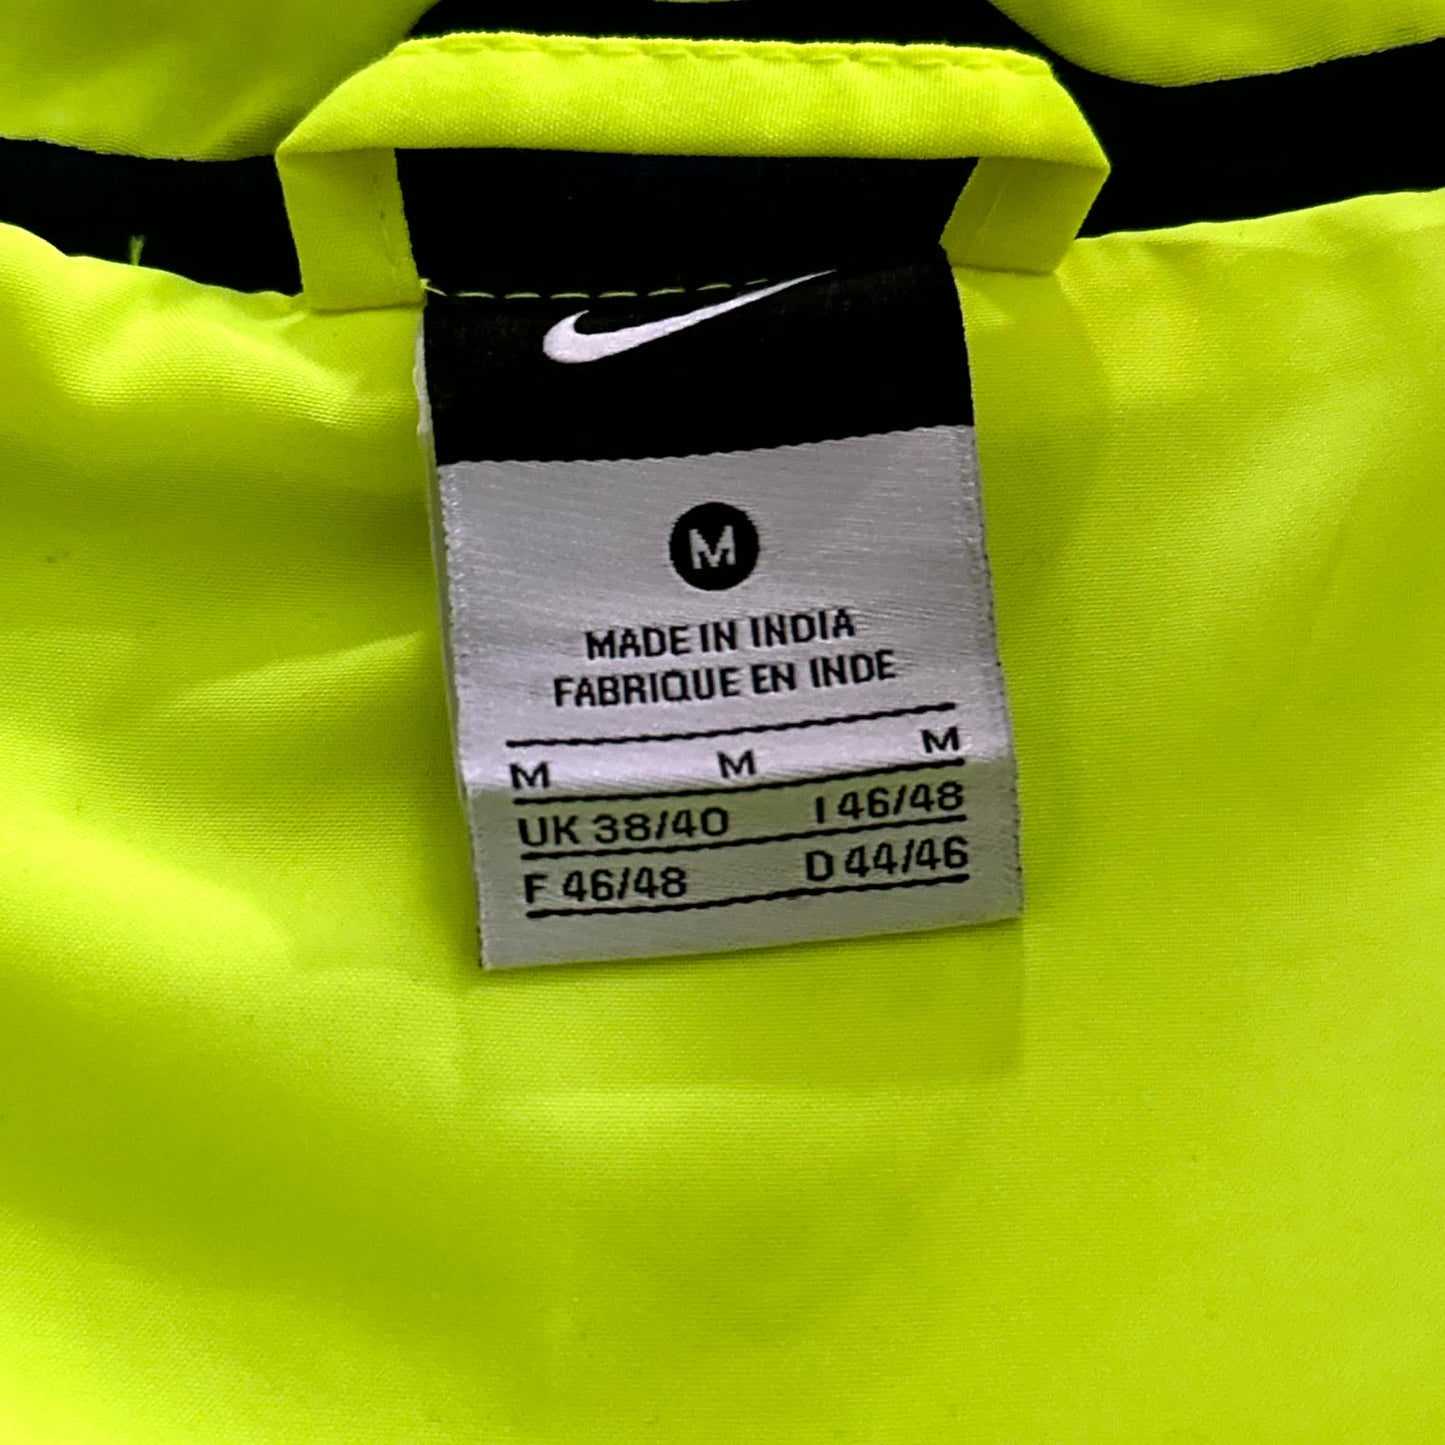 M
MADE IN INDIA
FABRIQUE EN INDE
M M M
UK 38/40 I 46/48
F 46/48 D 44/46